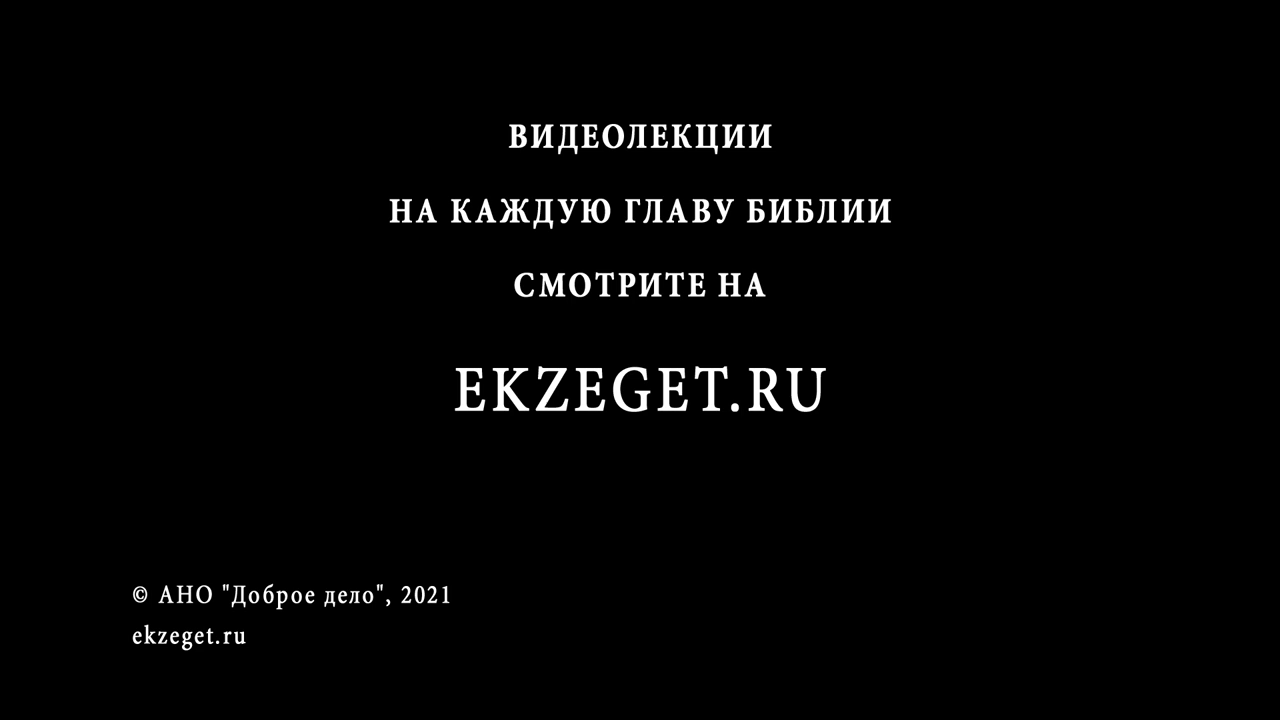 ВИДЕОЛЕКЦИИ
НА КАЖДУЮ ГЛАВУ БИБЛИИ
СМОТРИТЕ НА
EKZEGET.RU
© АНО "Доброе дело", 2021
ekzeget.ru